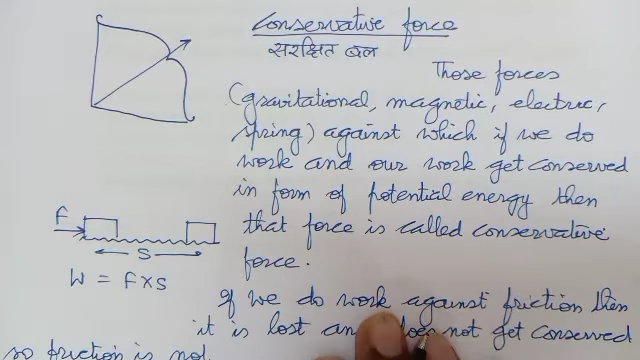 Conservative force
सरक्षित बल
Those forces
(gravitational, magnetic, electric,
spring) against which if we do
work and our work get conserved
in form of potential energy then
that force is called conservative
force.
F
S
W = F×S
If we do work against friction then
it is lost and does not get conserved
so friction is not